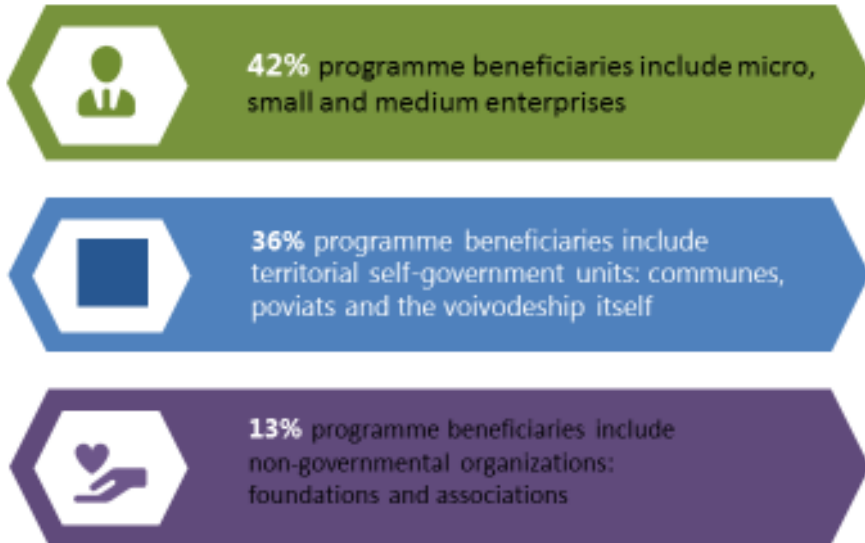 42% programme beneficiaries include micro,
small and medium enterprises
36% programme beneficiaries include
territorial self-government units: communes,
poviats and the voivodeship itself
13% programme beneficiaries include
non-governmental organizations:
foundations and associations